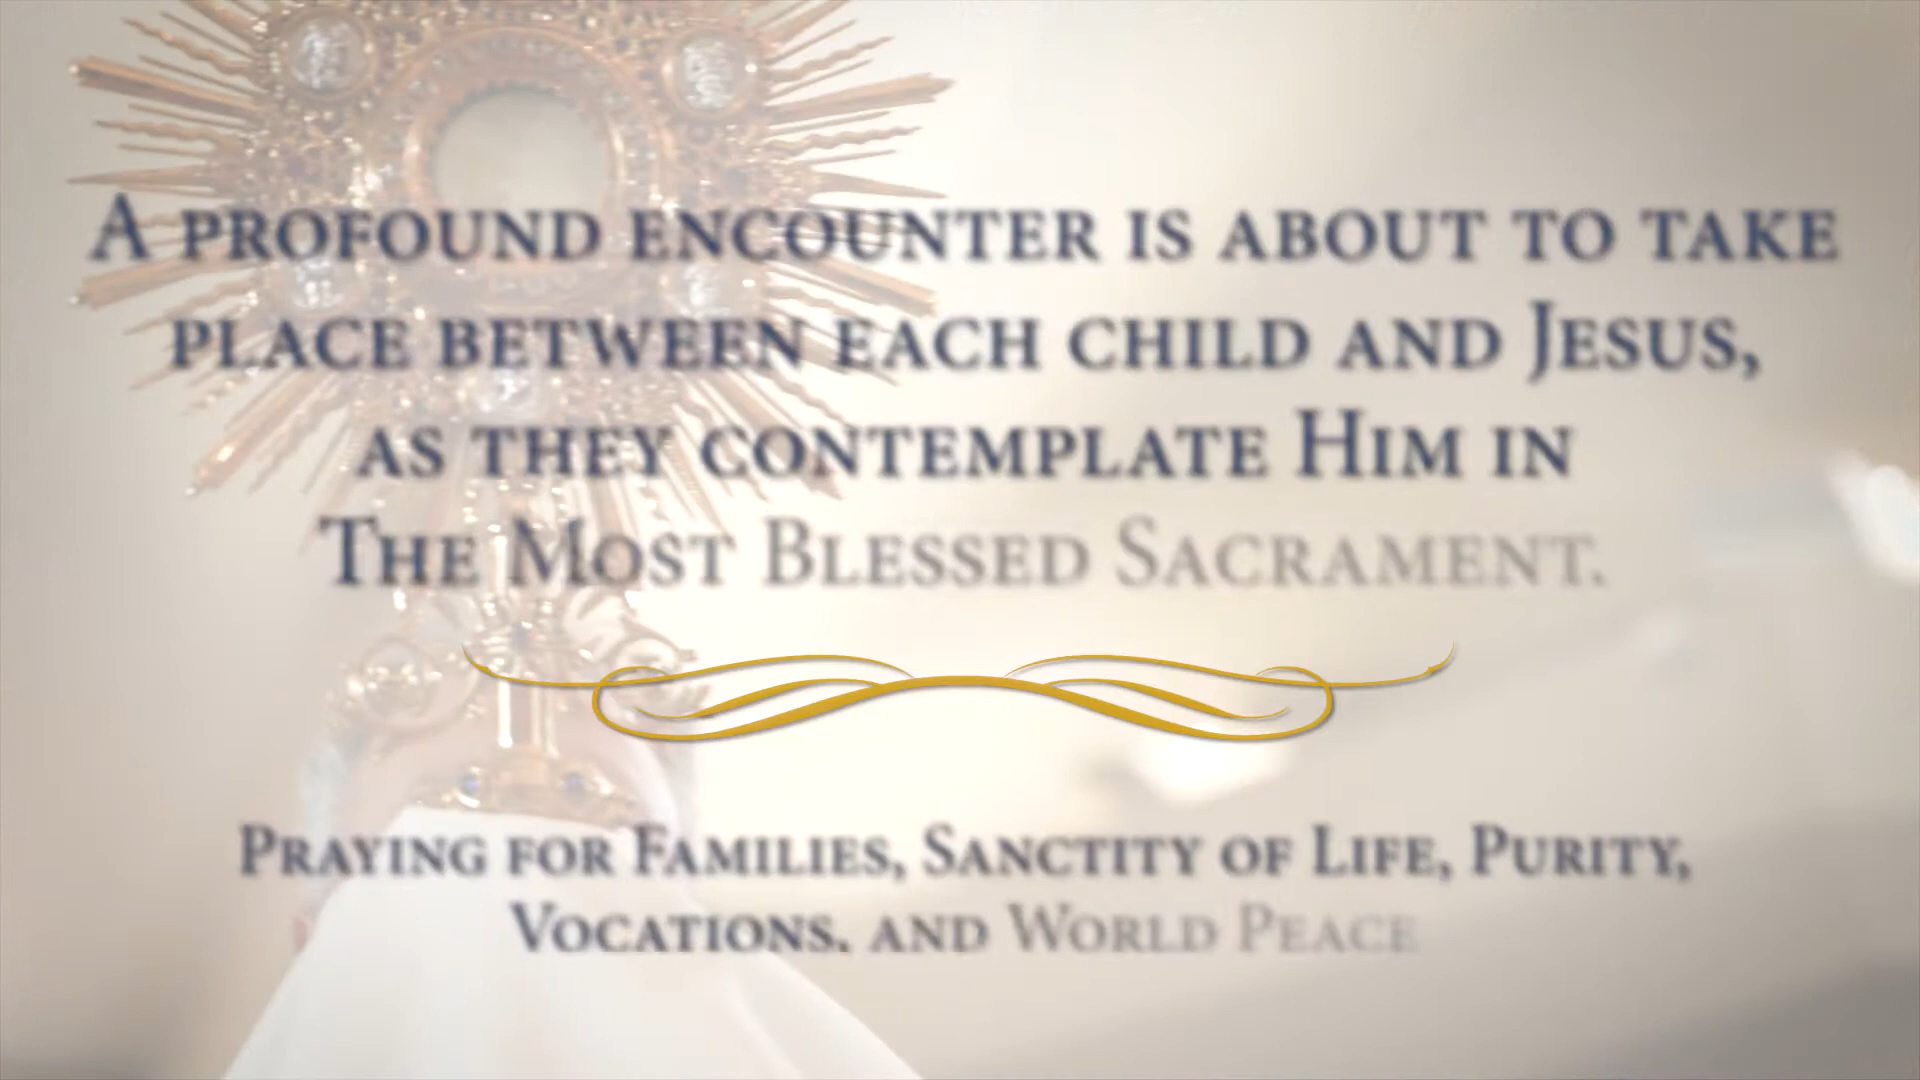 A profound encounter is about to take
place between each child and Jesus,
as they contemplate Him in
The Most Blessed Sacrament.
Praying for Families, Sanctity of Life, Purity,
Vocations, and World Peace